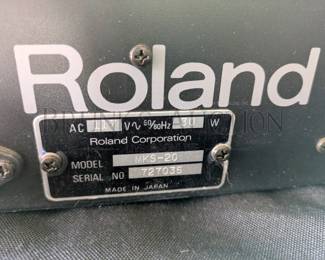 Roland
AC V∿ 50/60Hz W
Roland Corporation
MODEL MKS-20
SERIAL NO 727036
MADE IN JAPAN